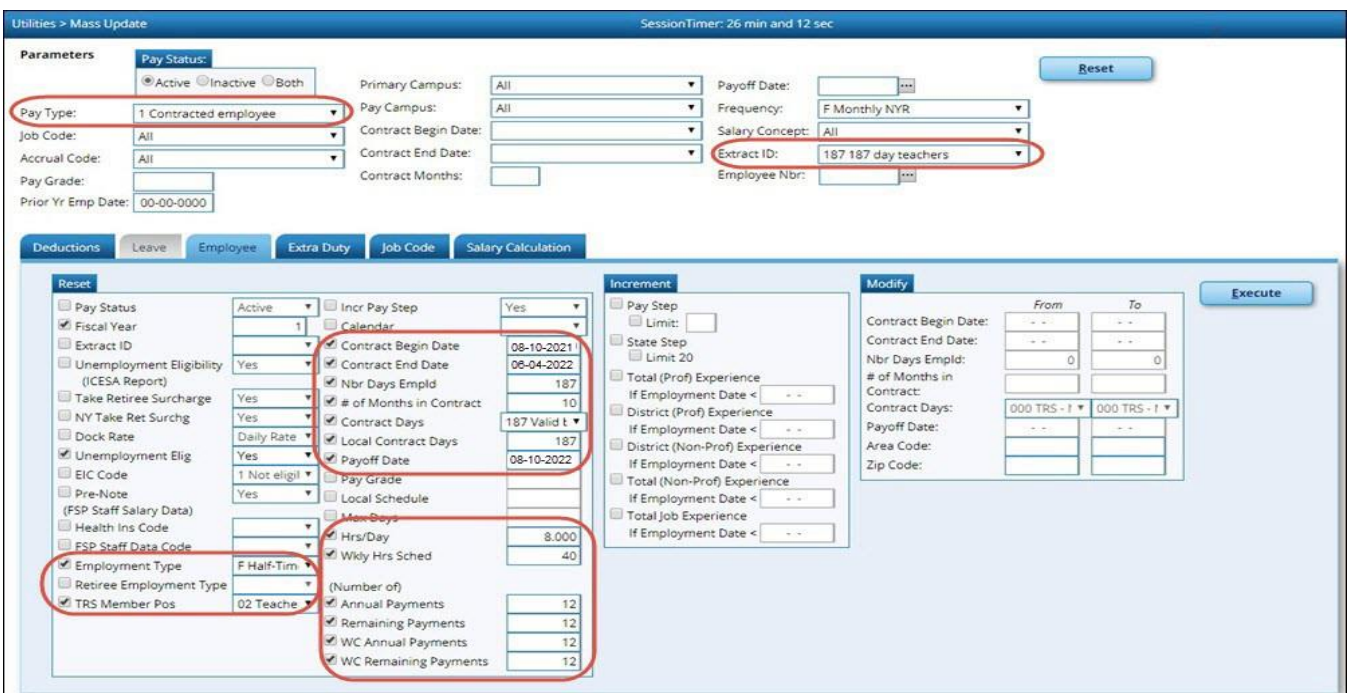 Utilities > Mass Update SessionTimer: 26 min and 12 sec
Parameters Pay Status:
Active Inactive Both
Reset
Primary Campus: All
Payoff Date:
Pay Type: 1 Contracted employee
Pay Campus: All
Frequency: F Monthly NYR
Job Code: All
Contract Begin Date:
Salary Concept: All
Accrual Code: All
Contract End Date:
Extract ID: 187 187 day teachers
Pay Grade:
Contract Months:
Employee Nbr:
Prior Yr Emp Date: 00-00-0000
Deductions Leave Employee Extra Duty Job Code Salary Calculation
Reset
Pay Status Active
Fiscal Year 1
Extract ID
Unemployment Eligibility Yes
(ICESA Report)
Take Retiree Surcharge Yes
NY Take Ret Surchg Yes
Dock Rate Daily Rate
Unemployment Elig Yes
EIC Code 1 Not eligil
Pre-Note Yes
(FSP Staff Salary Data)
Health Ins Code
FSP Staff Data Code
Employment Type F Half-Tim
Retiree Employment Type
TRS Member Pos 02 Teache
Incr Pay Step Yes
Calendar
Contract Begin Date 08-10-2021
Contract End Date 06-04-2022
Nbr Days Empld 187
# of Months in Contract 10
Contract Days 187 Valid t
Local Contract Days 187
Payoff Date 08-10-2022
Pay Grade
Local Schedule
Max Days
Hrs/Day 8.000
Wkly Hrs Sched 40
(Number of)
Annual Payments 12
Remaining Payments 12
WC Annual Payments 12
WC Remaining Payments 12
Increment
Pay Step
Limit:
State Step
Limit 20
Total (Prof) Experience
If Employment Date < - -
District (Prof) Experience
If Employment Date < - -
District (Non-Prof) Experience
If Employment Date < - -
Total (Non-Prof) Experience
If Employment Date < - -
Total Job Experience
If Employment Date < - -
Modify
From To
Contract Begin Date: - - - -
Contract End Date: - - - -
Nbr Days Empld: 0 0
# of Months in
Contract:
Contract Days: 000 TRS - 000 TRS -
Payoff Date: - - - -
Area Code:
Zip Code:
Execute